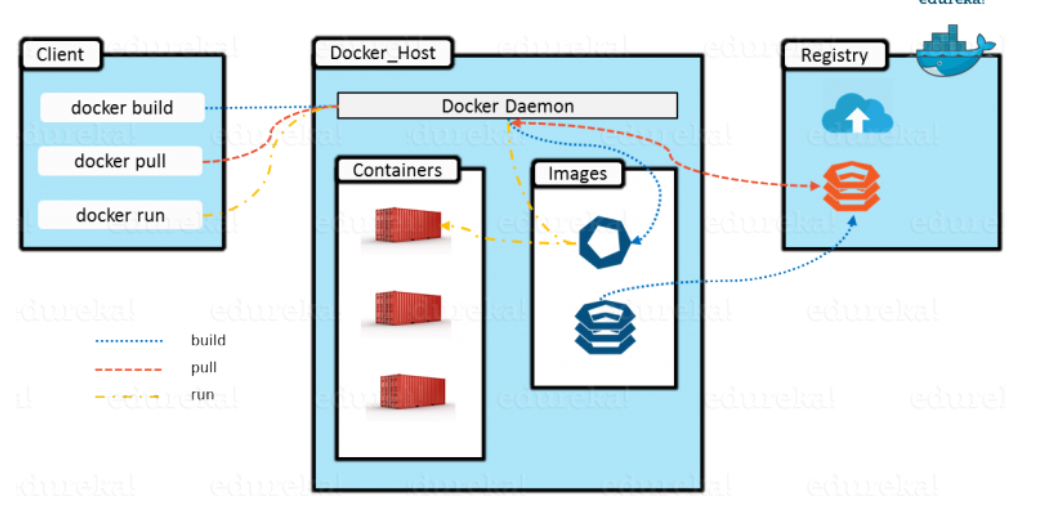 edureka!
Client
Docker_Host
Registry
docker build
Docker Daemon
docker pull
Containers
Images
docker run
build
pull
run